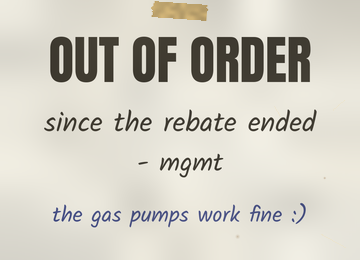 OUT OF ORDER
since the rebate ended
- mgmt
the gas pumps work fine :)